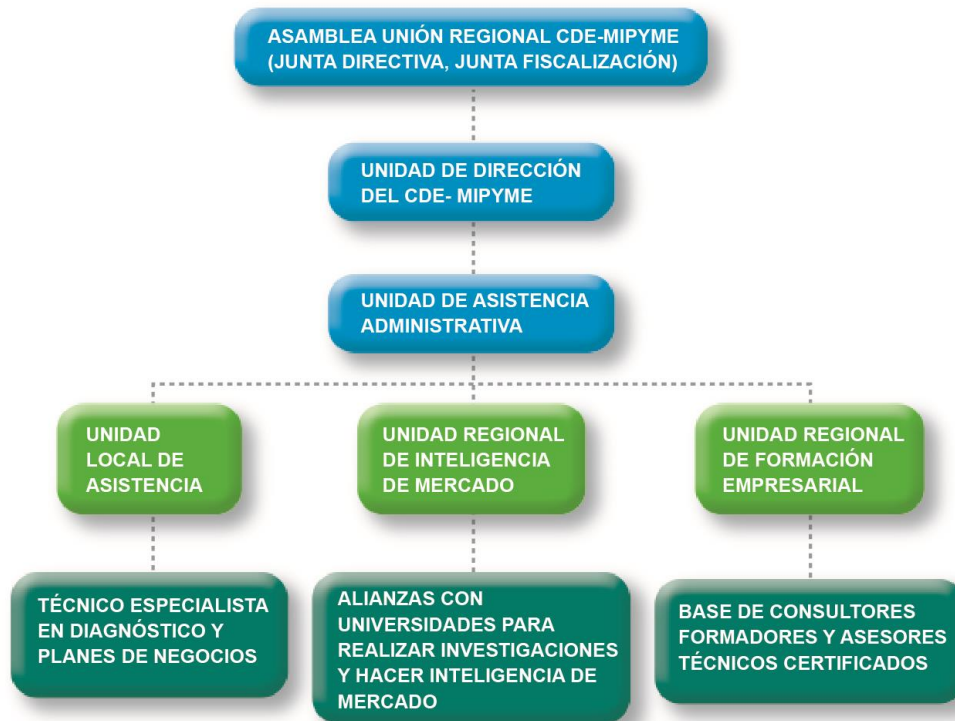 ASAMBLEA UNIÓN REGIONAL CDE-MIPYME
(JUNTA DIRECTIVA, JUNTA FISCALIZACIÓN)
UNIDAD DE DIRECCIÓN
DEL CDE- MIPYME
UNIDAD DE ASISTENCIA
ADMINISTRATIVA
UNIDAD
LOCAL DE
ASISTENCIA
UNIDAD REGIONAL
DE INTELIGENCIA
DE MERCADO
UNIDAD REGIONAL
DE FORMACIÓN
EMPRESARIAL
TÉCNICO ESPECIALISTA
EN DIAGNÓSTICO Y
PLANES DE NEGOCIOS
ALIANZAS CON
UNIVERSIDADES PARA
REALIZAR INVESTIGACIONES
Y HACER INTELIGENCIA DE
MERCADO
BASE DE CONSULTORES
FORMADORES Y ASESORES
TÉCNICOS CERTIFICADOS